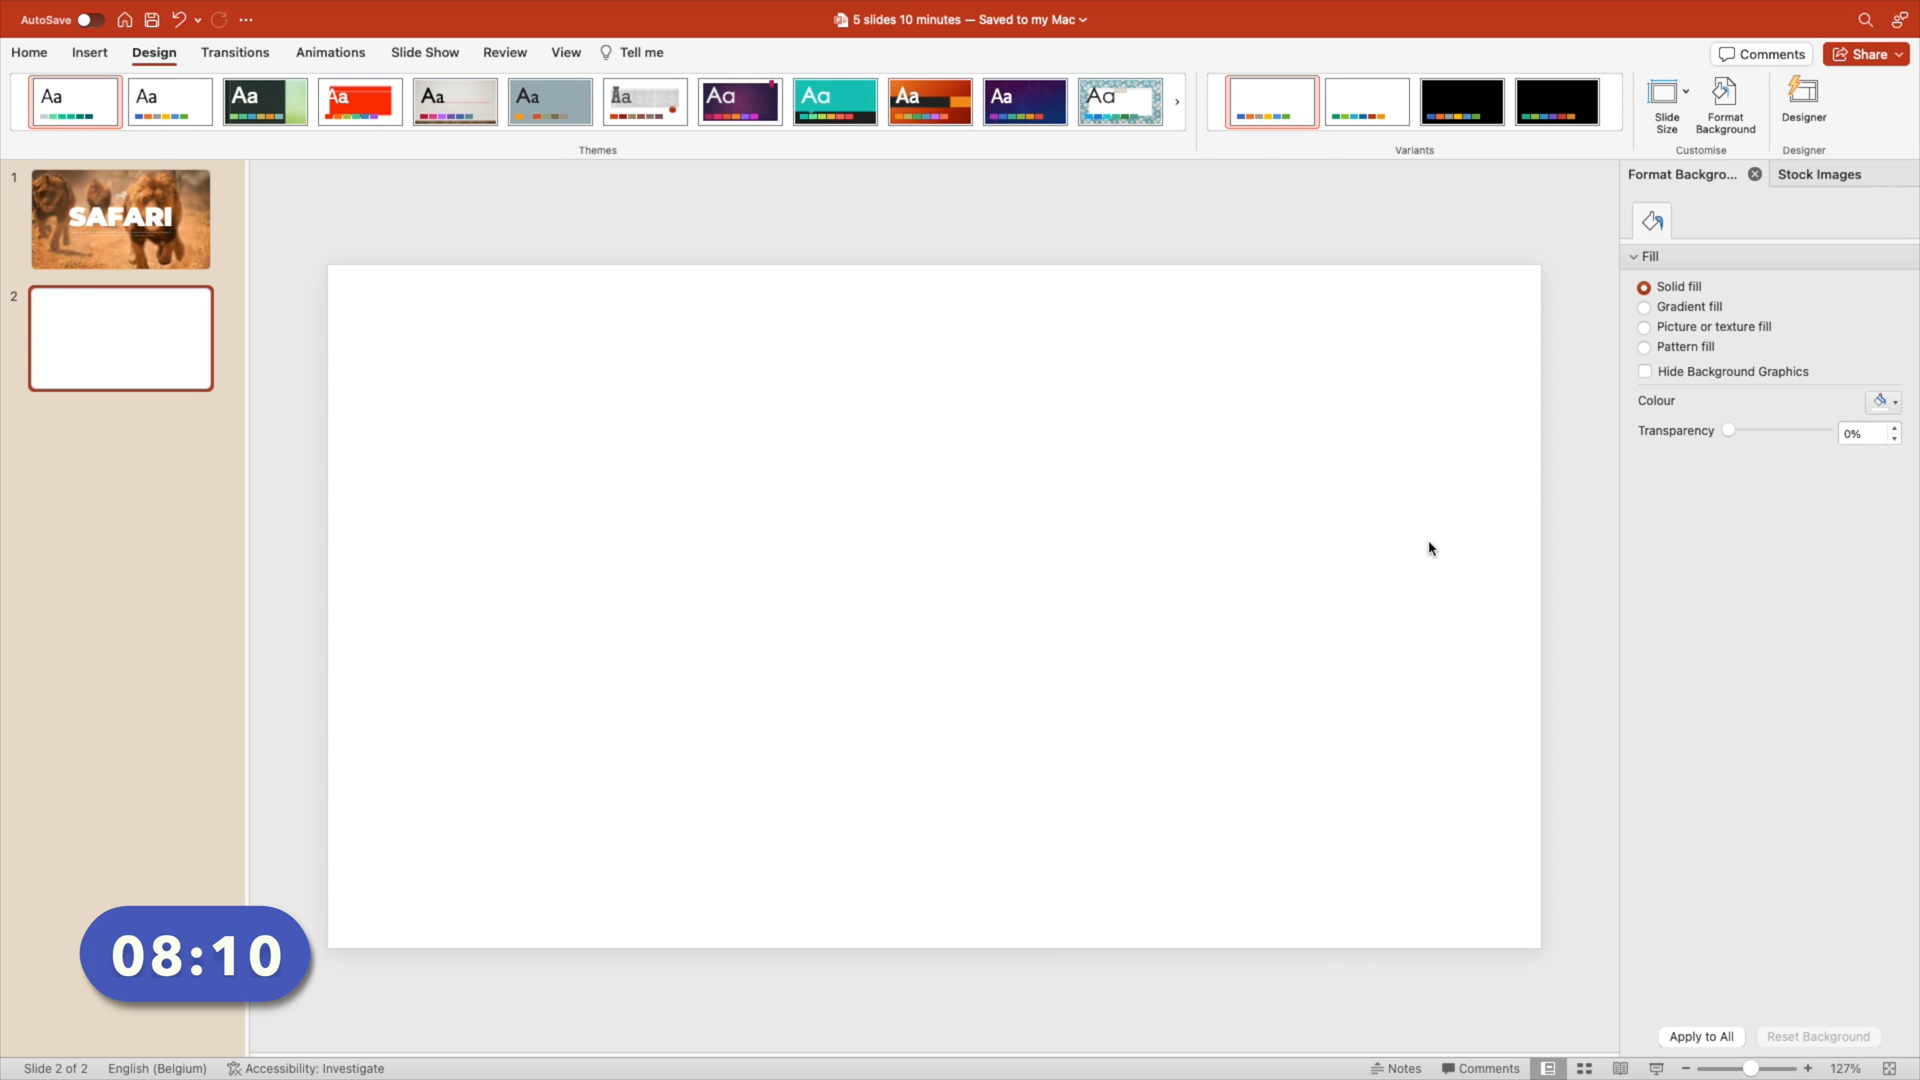 AutoSave
5 slides 10 minutes — Saved to my Mac
Home Insert Design Transitions Animations Slide Show Review View Tell me
Comments Share
Aa Aa Aa Aa Aa Aa Aa Aa Aa Aa Aa Aa
Slide Size
Format Background
Designer
Themes
Variants
Customise
Designer
1
SAFARI
2
Format Backgro...
Stock Images
Fill
Solid fill
Gradient fill
Picture or texture fill
Pattern fill
Hide Background Graphics
Colour
Transparency 0%
08:10
Apply to All Reset Background
Slide 2 of 2 English (Belgium) Accessibility: Investigate Notes Comments 127%